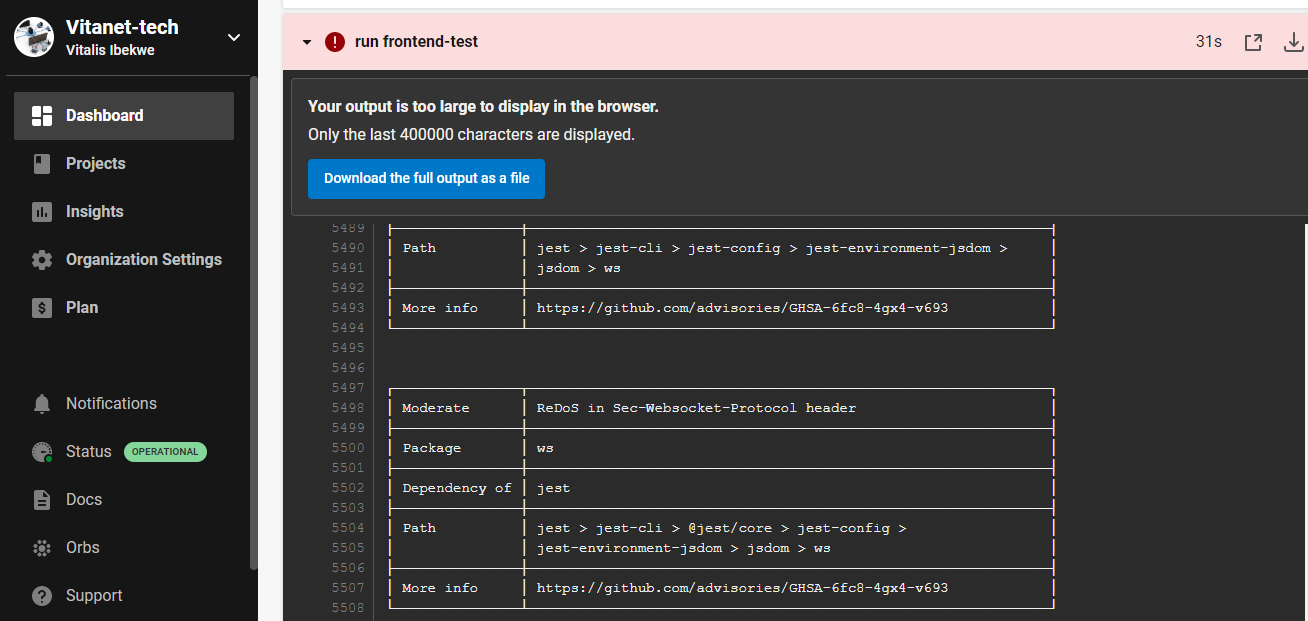 Vitanet-tech
Vitalis Ibekwe
Dashboard
Projects
Insights
Organization Settings
Plan
Notifications
Status OPERATIONAL
Docs
Orbs
Support
run frontend-test 31s
Your output is too large to display in the browser.
Only the last 400000 characters are displayed.
Download the full output as a file
5489
5490 Path jest > jest-cli > jest-config > jest-environment-jsdom >
5491 jsdom > ws
5492
5493 More info https://github.com/advisories/GHSA-6fc8-4gx4-v693
5494
5495
5496
5497
5498 Moderate ReDoS in Sec-Websocket-Protocol header
5499
5500 Package ws
5501
5502 Dependency of jest
5503
5504 Path jest > jest-cli > @jest/core > jest-config >
5505 jest-environment-jsdom > jsdom > ws
5506
5507 More info https://github.com/advisories/GHSA-6fc8-4gx4-v693
5508